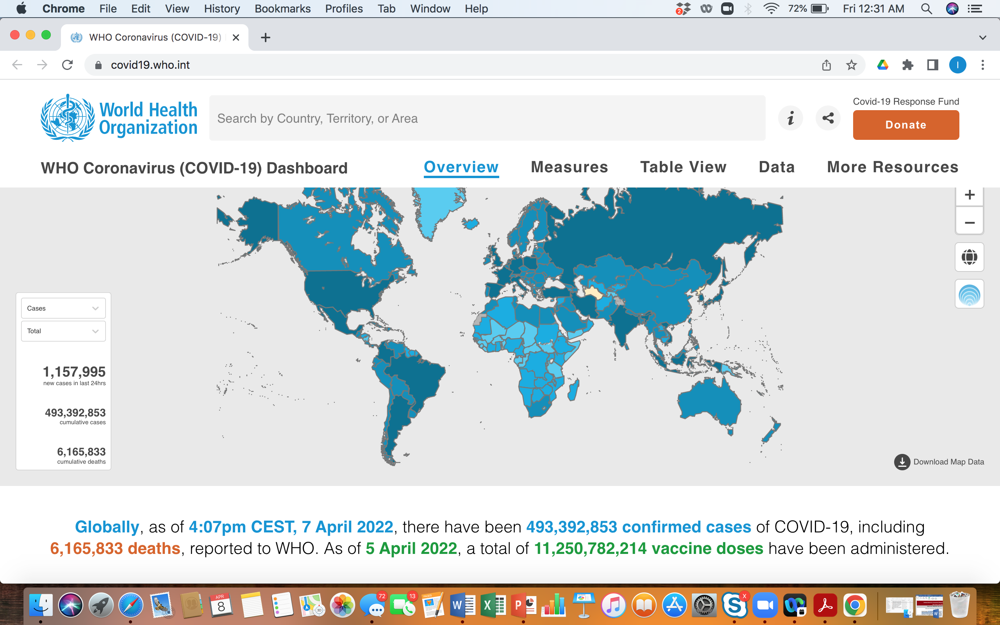 Chrome File Edit View History Bookmarks Profiles Tab Window Help 2 72% Fri 12:31 AM
WHO Coronavirus (COVID-19)
covid19.who.int
I
World Health
Organization
Search by Country, Territory, or Area
i
Covid-19 Response Fund
Donate
WHO Coronavirus (COVID-19) Dashboard Overview Measures Table View Data More Resources
+
−
Cases
Total
1,157,995
new cases in last 24hrs
493,392,853
cumulative cases
6,165,833
cumulative deaths
Download Map Data
Globally, as of 4:07pm CEST, 7 April 2022, there have been 493,392,853 confirmed cases of COVID-19, including
6,165,833 deaths, reported to WHO. As of 5 April 2022, a total of 11,250,782,214 vaccine doses have been administered.
APR
8
3D
72
13
PAGES
W
X
P
S
X
W